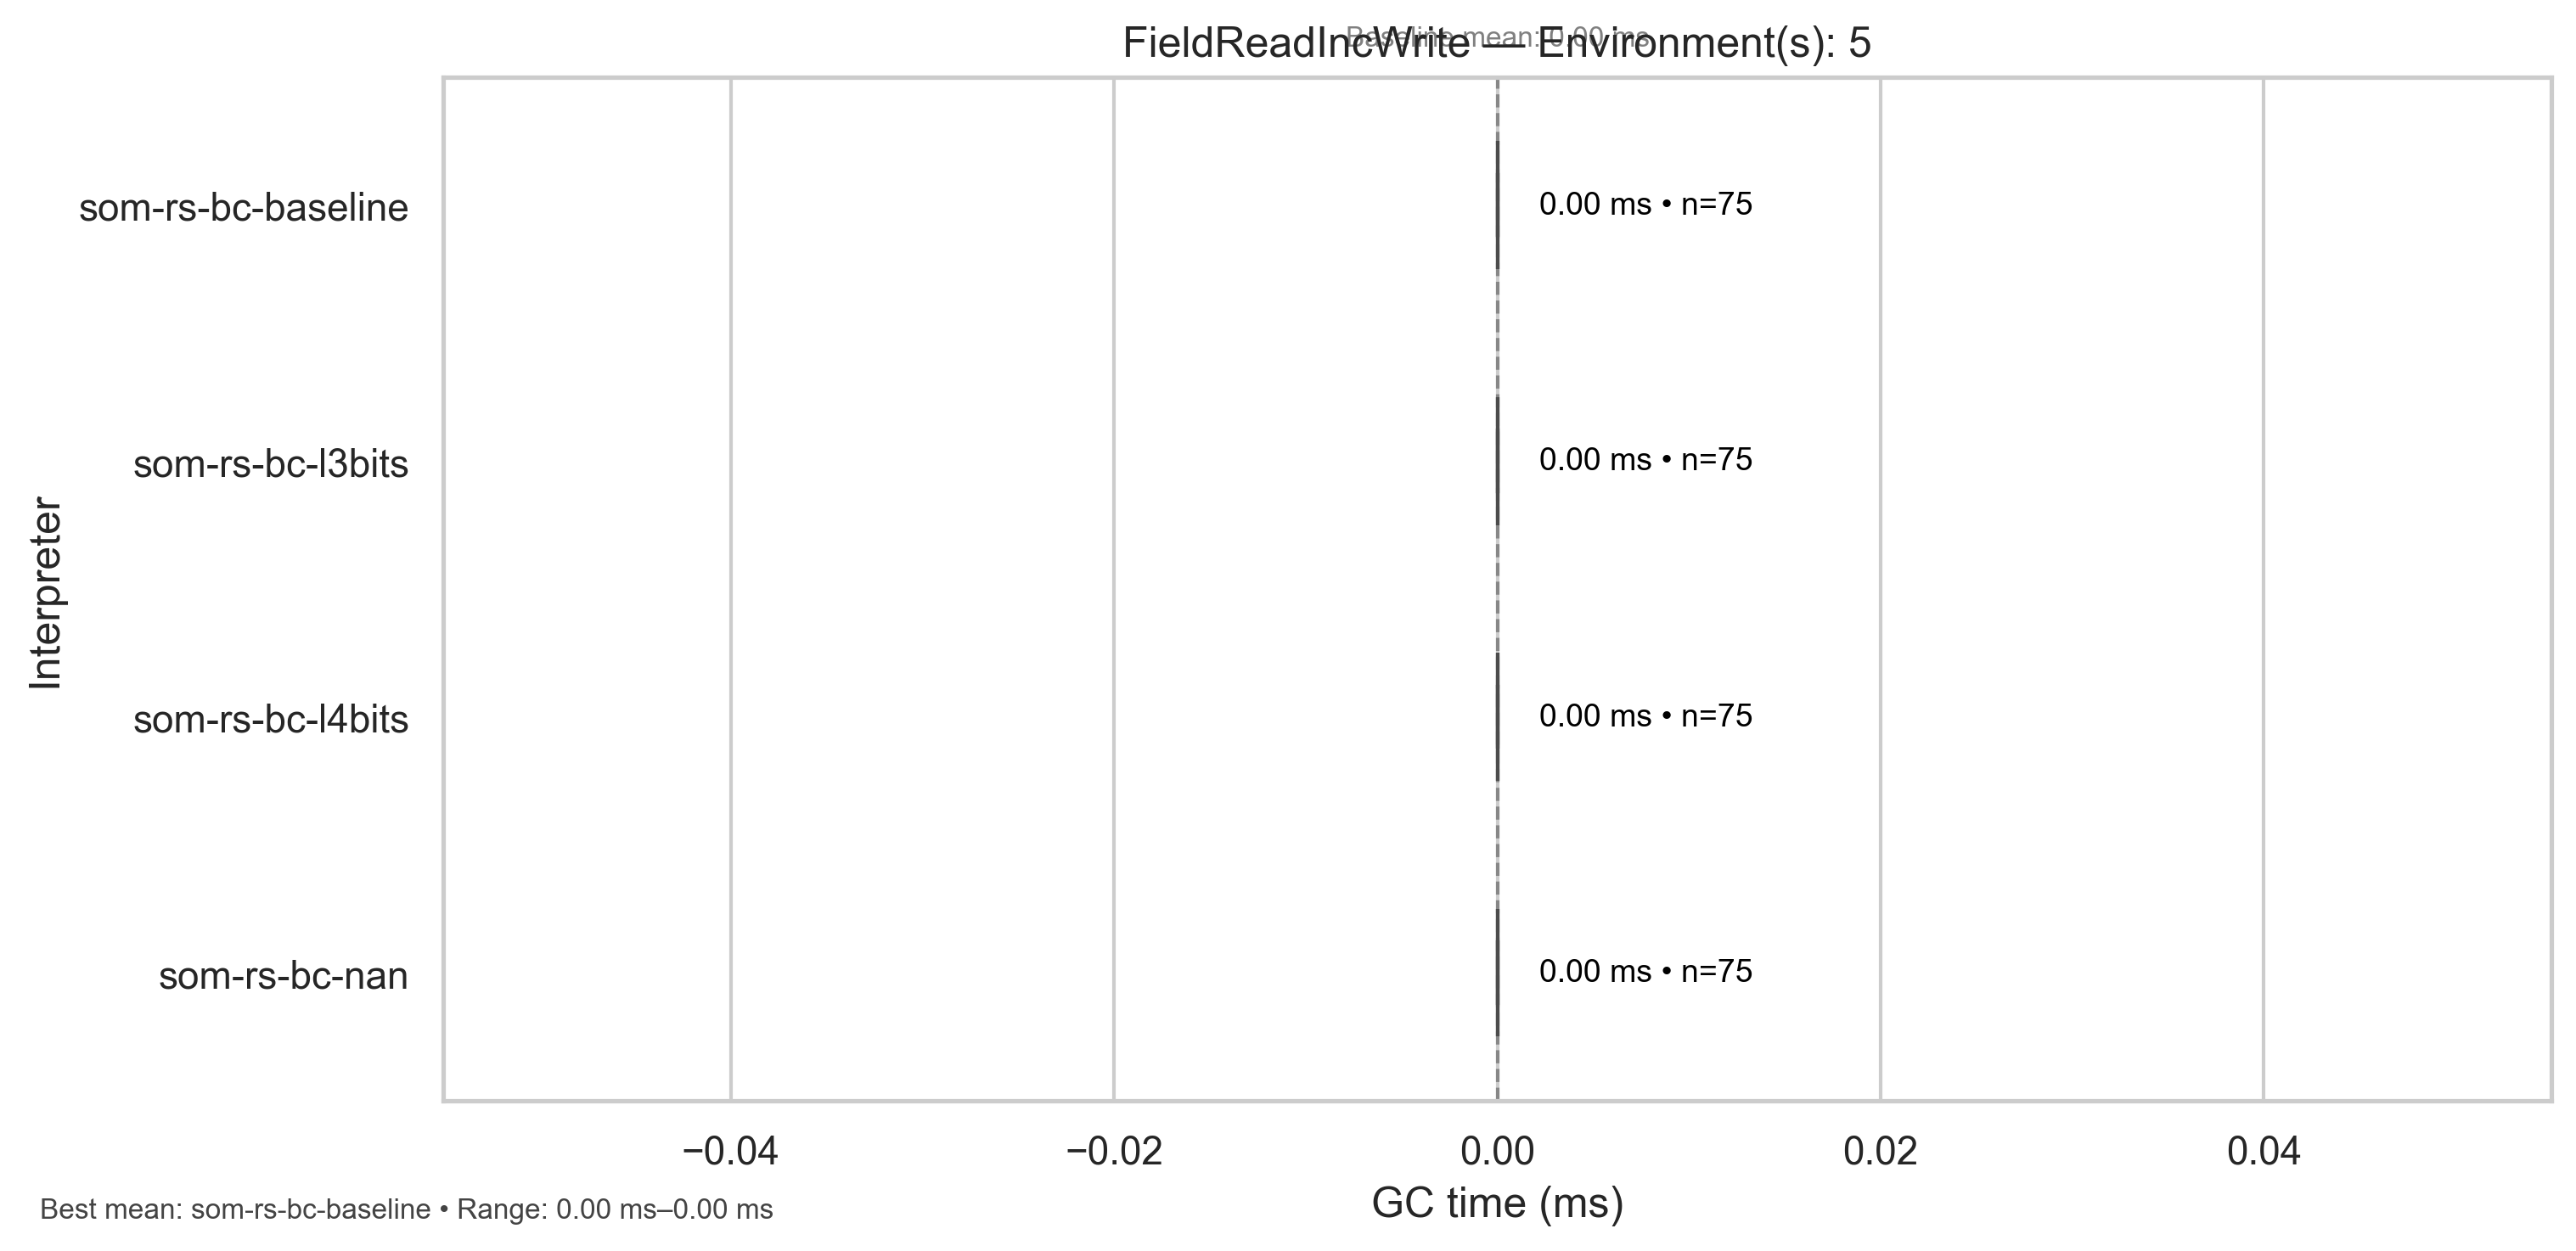 Baseline mean: 0.00 ms
FieldReadIncWrite — Environment(s): 5
som-rs-bc-baseline
0.00 ms • n=75
som-rs-bc-l3bits
0.00 ms • n=75
Interpreter
som-rs-bc-l4bits
0.00 ms • n=75
som-rs-bc-nan
0.00 ms • n=75
−0.04
−0.02
0.00
0.02
0.04
GC time (ms)
Best mean: som-rs-bc-baseline • Range: 0.00 ms–0.00 ms